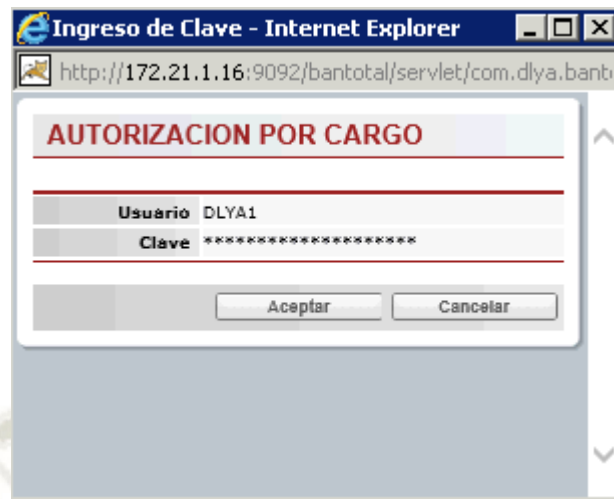 Ingreso de Clave - Internet Explorer
http://172.21.1.16:9092/bantotal/servlet/com.dlya.bant
AUTORIZACION POR CARGO
Usuario DLYA1
Clave ********************
Aceptar Cancelar